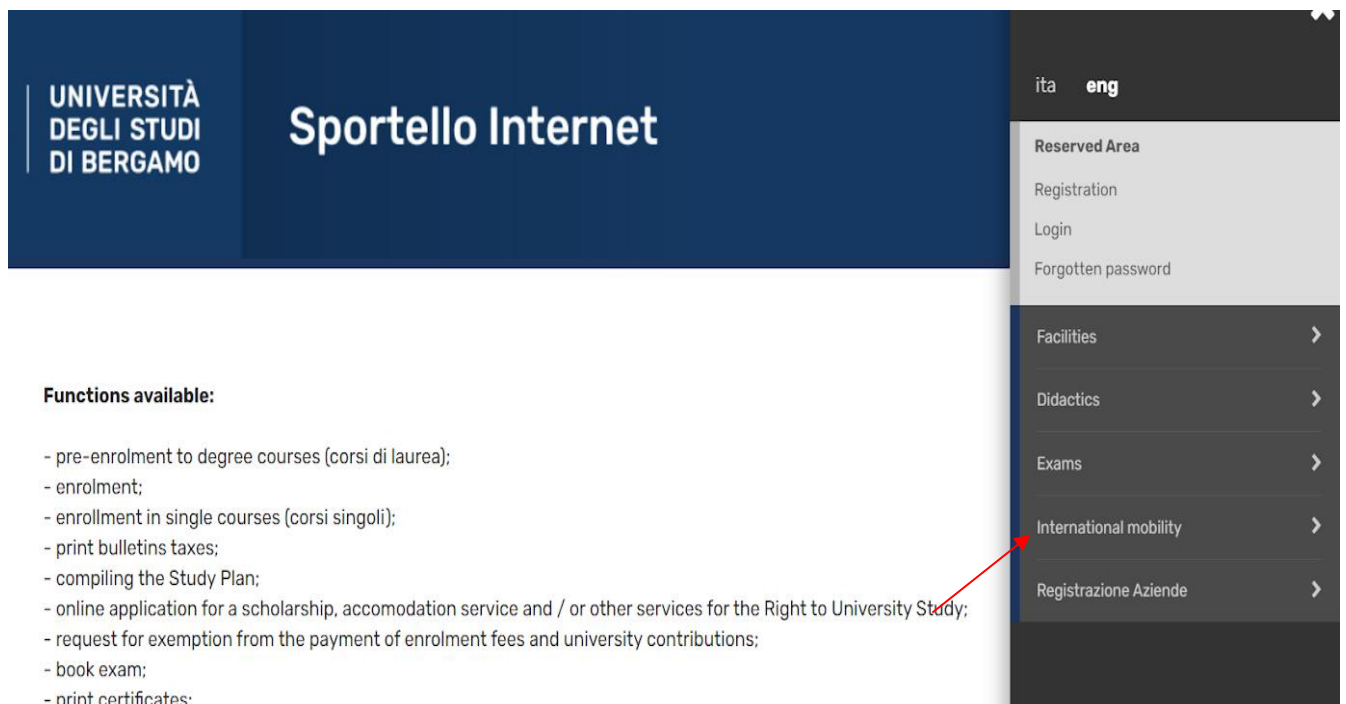 UNIVERSITÀ
DEGLI STUDI
DI BERGAMO
Sportello Internet
ita eng
Reserved Area
Registration
Login
Forgotten password
Facilities
Didactics
Exams
International mobility
Registrazione Aziende
Functions available:
- pre-enrolment to degree courses (corsi di laurea);
- enrolment;
- enrollment in single courses (corsi singoli);
- print bulletins taxes;
- compiling the Study Plan;
- online application for a scholarship, accomodation service and / or other services for the Right to University Study;
- request for exemption from the payment of enrolment fees and university contributions;
- book exam;
- print certificates;